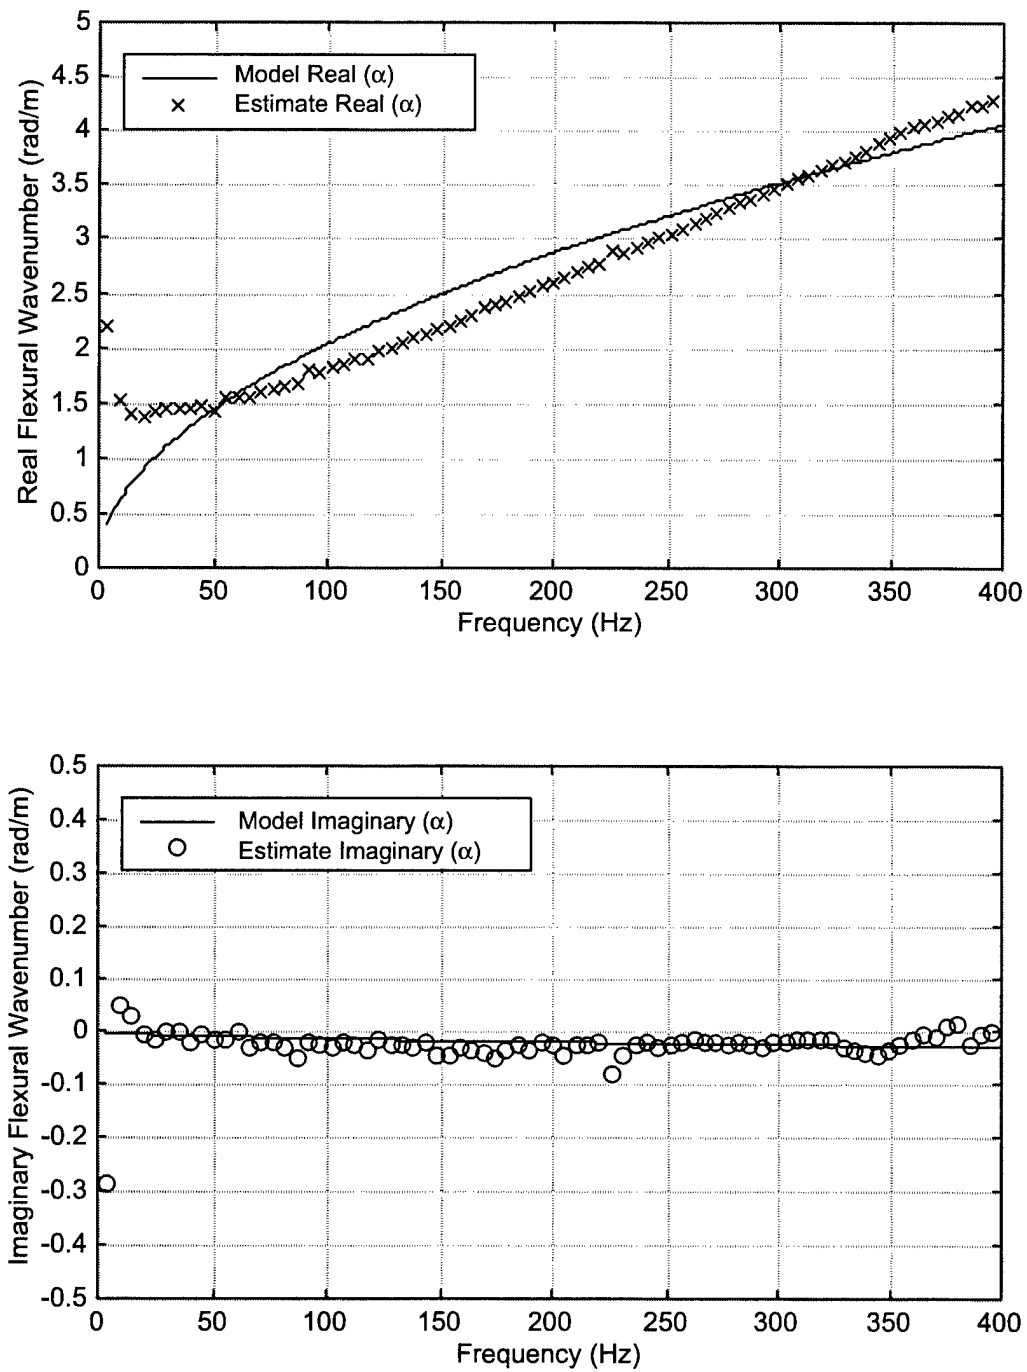 5
4.5
4
3.5
3
2.5
2
1.5
1
0.5
0
Real Flexural Wavenumber (rad/m)
Model Real (α)
Estimate Real (α)
0 50 100 150 200 250 300 350 400
Frequency (Hz)
0.5
0.4
0.3
0.2
0.1
0
-0.1
-0.2
-0.3
-0.4
-0.5
Imaginary Flexural Wavenumber (rad/m)
Model Imaginary (α)
Estimate Imaginary (α)
0 50 100 150 200 250 300 350 400
Frequency (Hz)